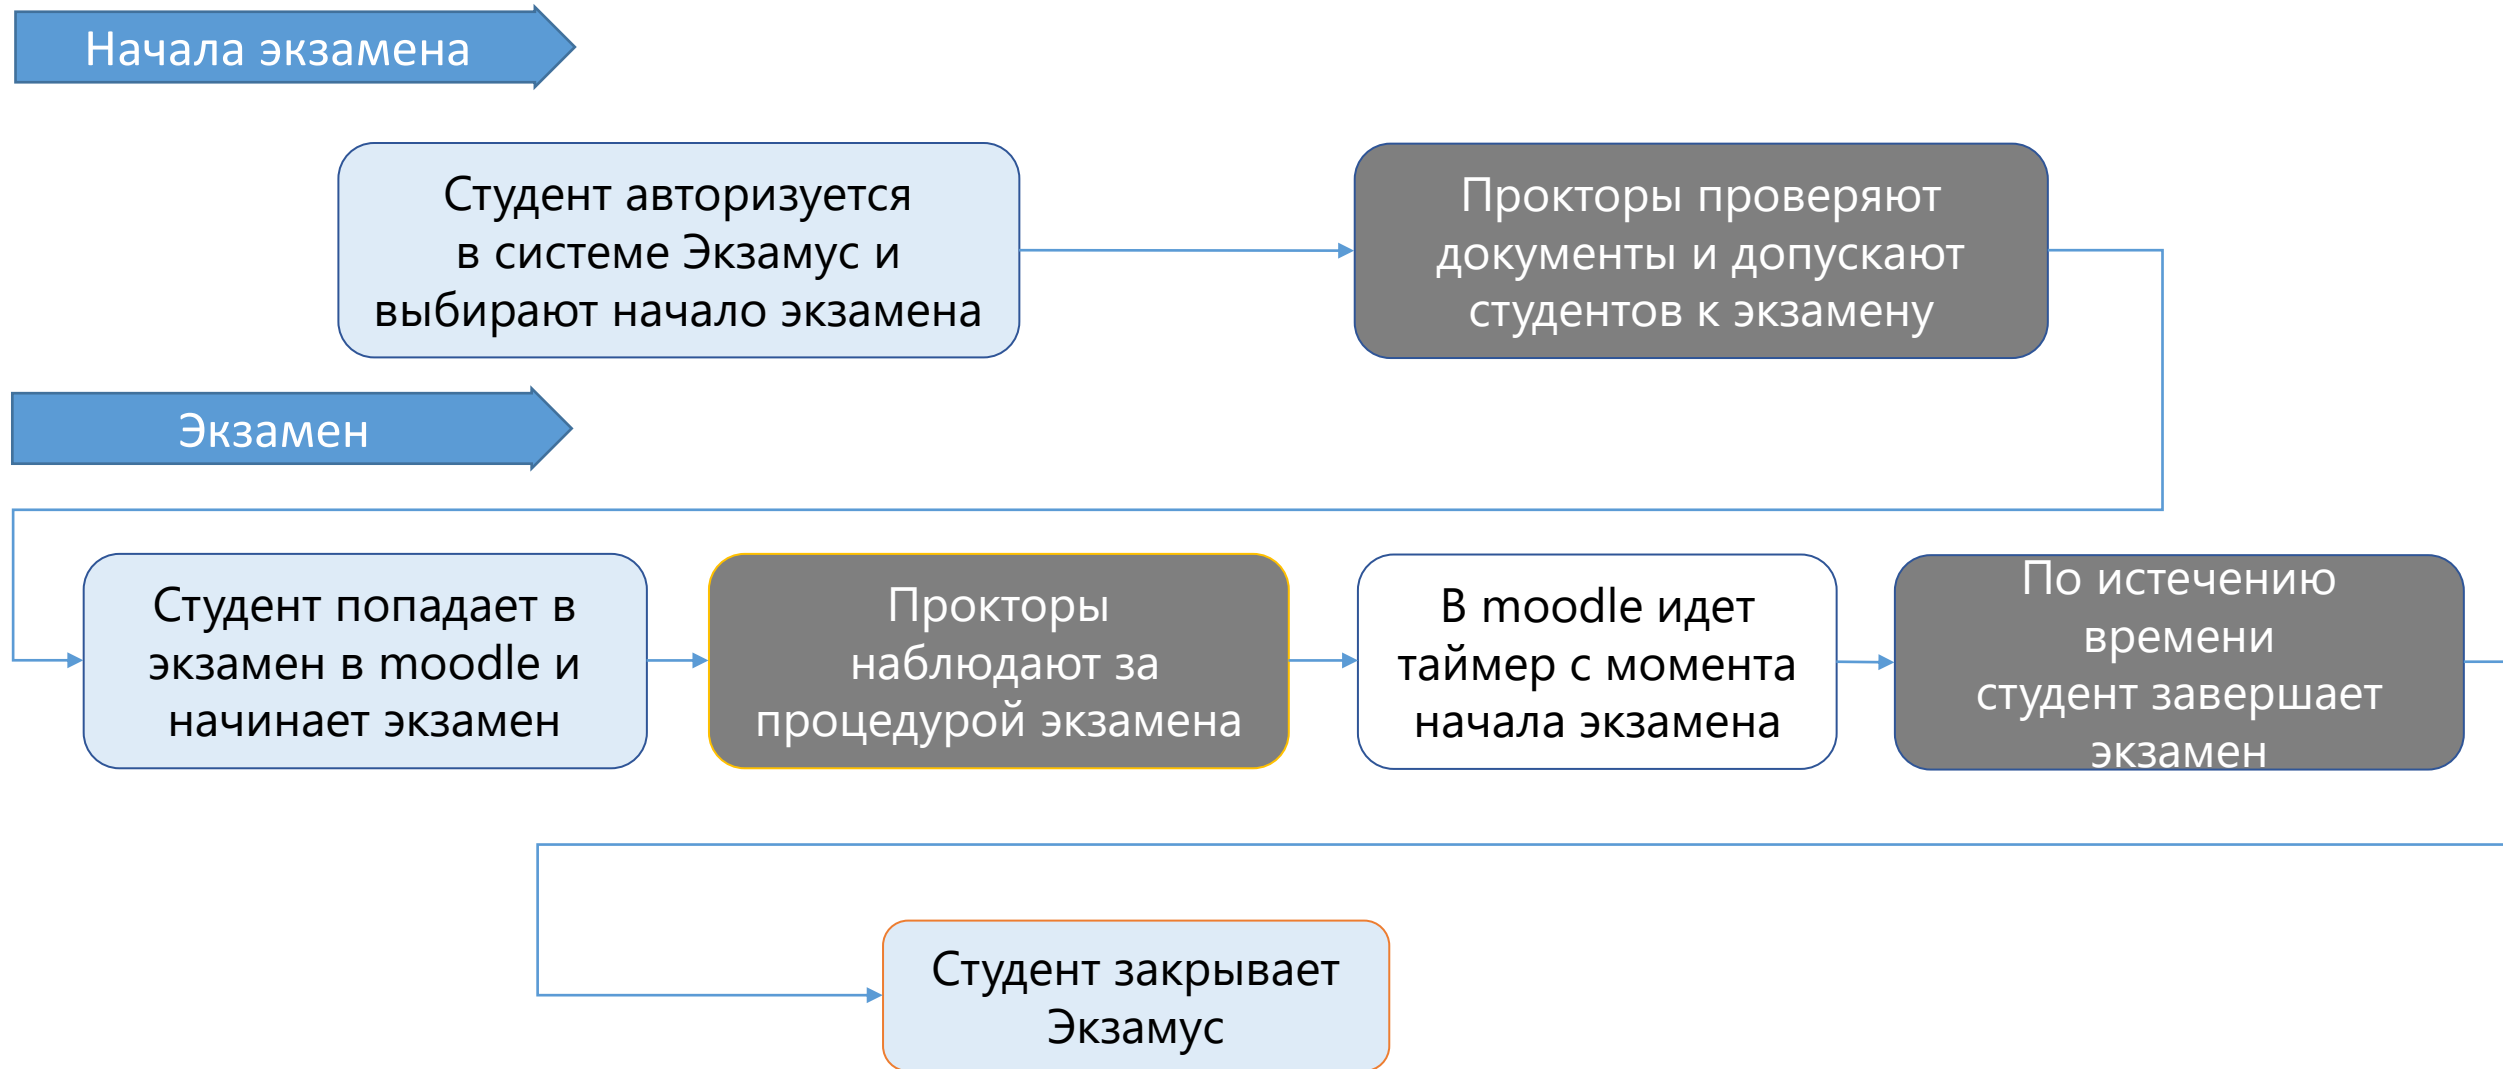 Начала экзамена
Студент авторизуется
в системе Экзамус и
выбирают начало экзамена
Прокторы проверяют
документы и допускают
студентов к экзамену
Экзамен
Студент попадает в
экзамен в moodle и
начинает экзамен
Прокторы
наблюдают за
процедурой экзамена
В moodle идет
таймер с момента
начала экзамена
По истечению
времени
студент завершает
экзамен
Студент закрывает
Экзамус